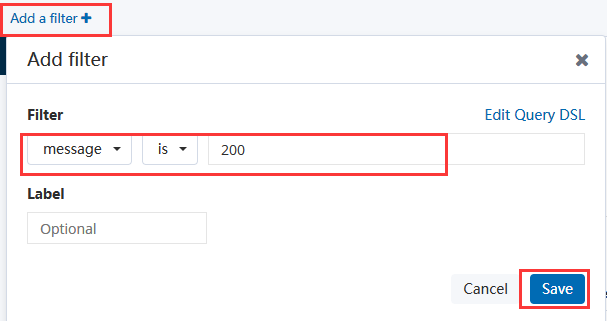 Add a filter +
Add filter
Filter Edit Query DSL
message is 200
Label
Optional
Cancel Save